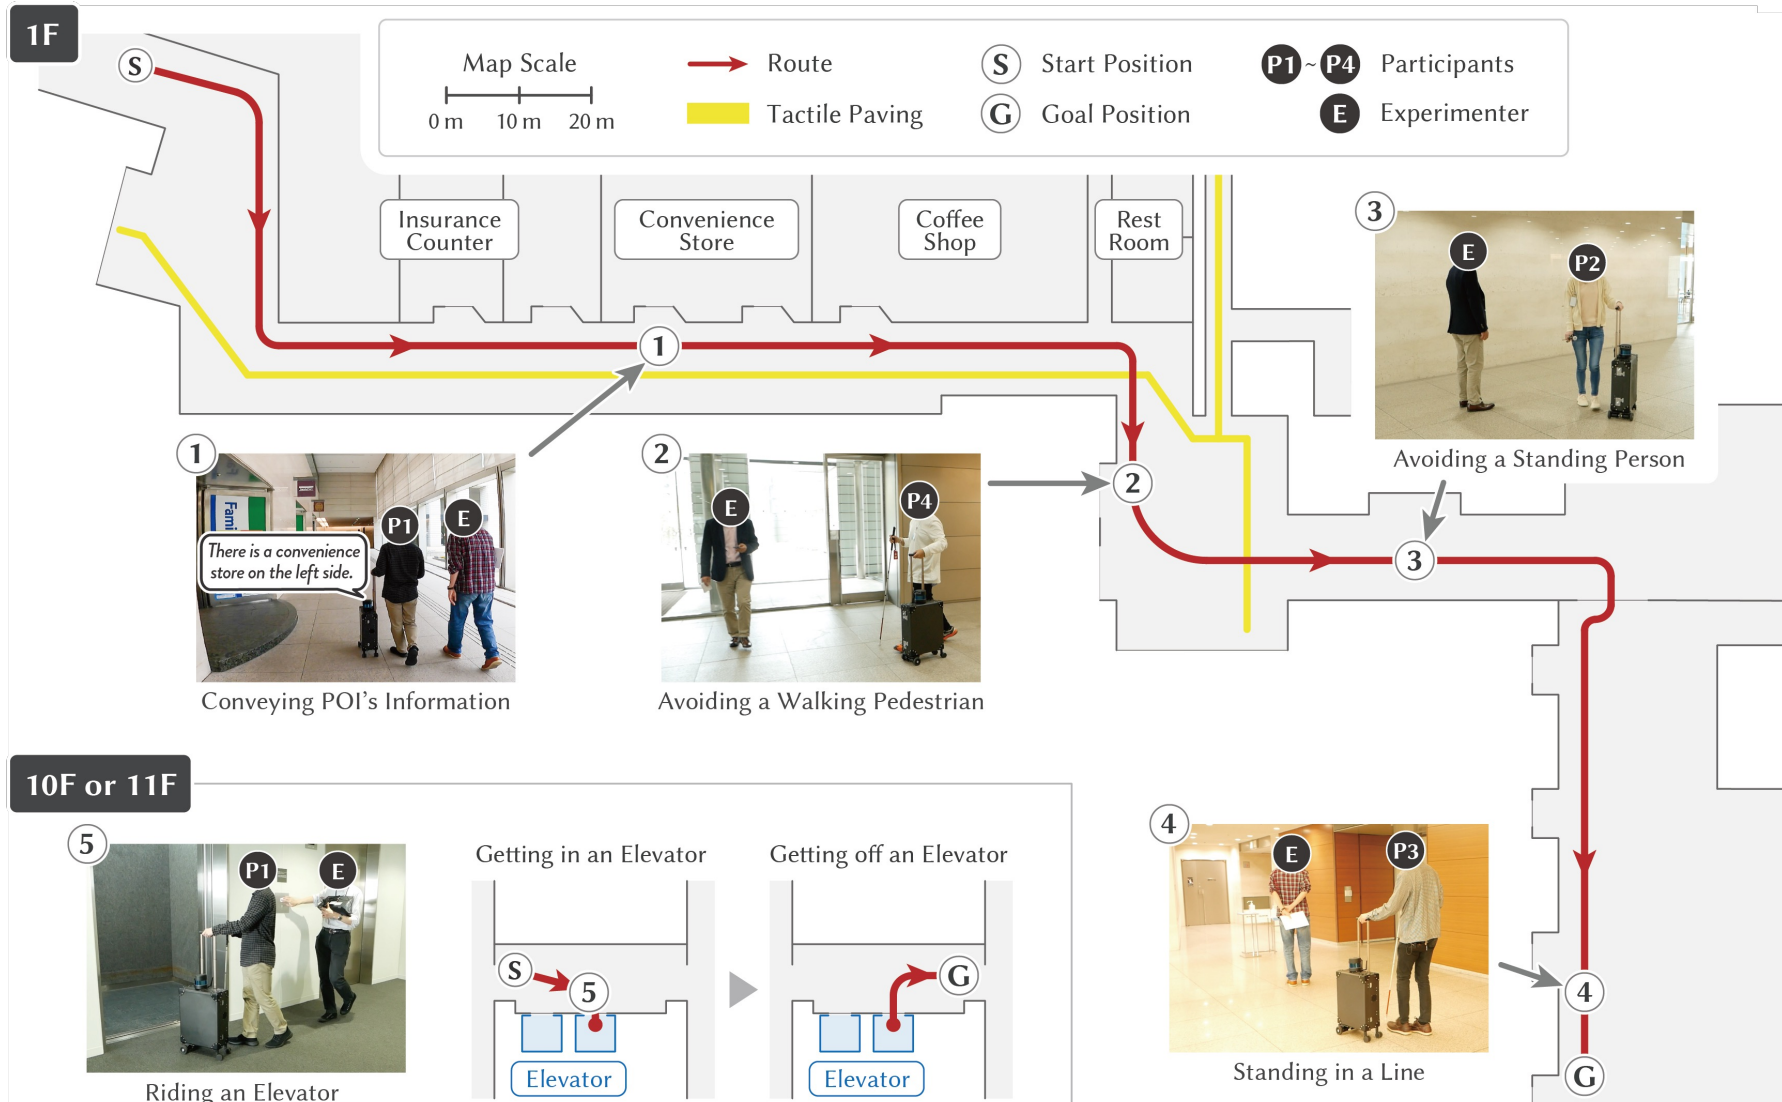 1F
S
Map Scale
0 m 10 m 20 m
Route
Tactile Paving
S Start Position
G Goal Position
P1 ~ P4 Participants
E Experimenter
Insurance
Counter
Convenience
Store
Coffee
Shop
Rest
Room
1
2
3
4
G
3
E
P2
Avoiding a Standing Person
1
Fami
P1
E
There is a convenience
store on the left side.
Conveying POI's Information
2
E
P4
Avoiding a Walking Pedestrian
10F or 11F
5
P1
E
Riding an Elevator
Getting in an Elevator
S
5
Elevator
Getting off an Elevator
G
Elevator
4
E
P3
Standing in a Line